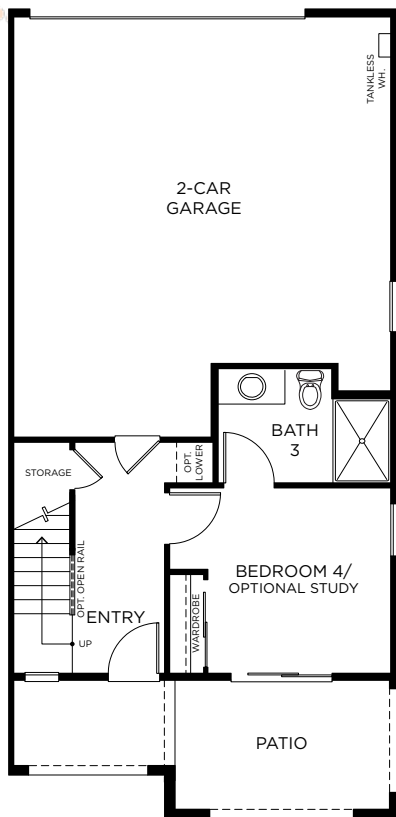 TANKLESS
WH.
2-CAR
GARAGE
BATH
3
OPT.
LOWER
STORAGE
OPT. OPEN RAIL
BEDROOM 4/
OPTIONAL STUDY
WARDROBE
ENTRY
UP
PATIO